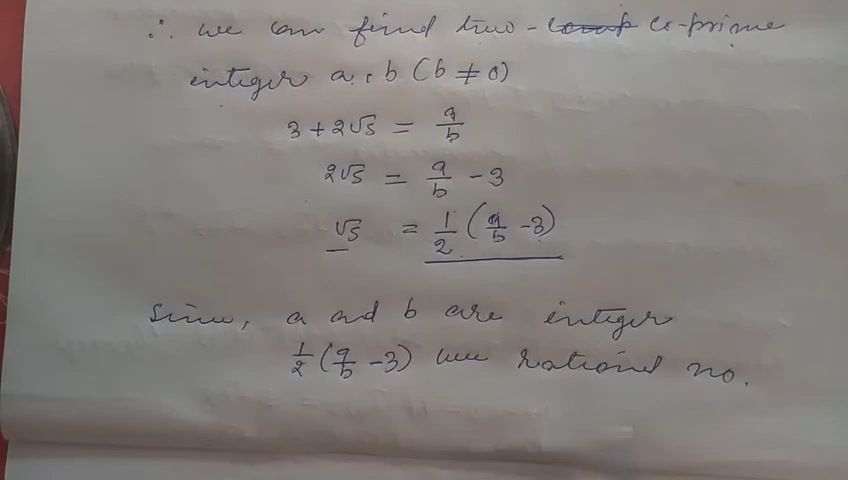 ∴ we can find two co-prime
integer a, b (b ≠ 0)
3 + 2√5 = a/b
2√5 = a/b - 3
√5 = 1/2 (a/b - 3)
Since, a and b are integer
1/2 (a/b - 3) rational no.